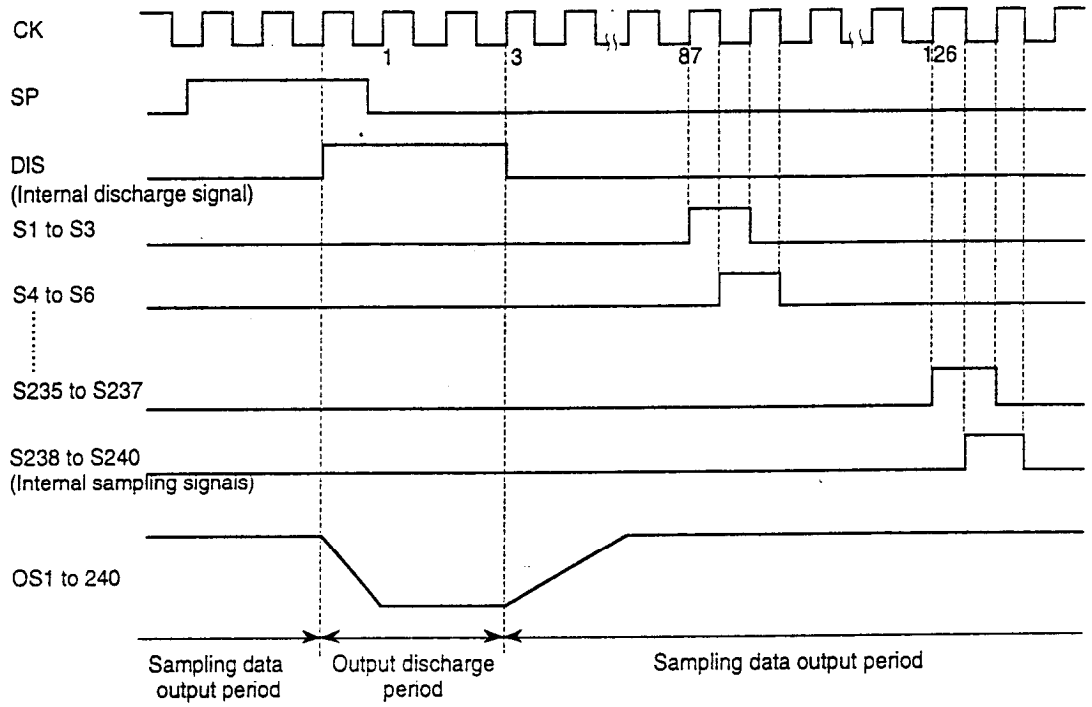 CK
1
3
87
126
SP
DIS
(Internal discharge signal)
S1 to S3
S4 to S6
S235 to S237
S238 to S240
(Internal sampling signals)
OS1 to 240
Sampling data
output period
Output discharge
period
Sampling data output period